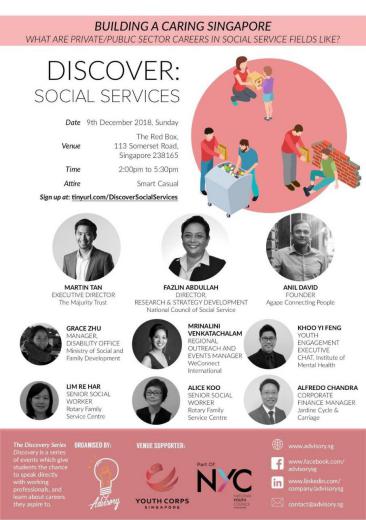 BUILDING A CARING SINGAPORE
WHAT ARE PRIVATE/PUBLIC SECTOR CAREERS IN SOCIAL SERVICE FIELDS LIKE?
DISCOVER:
SOCIAL SERVICES
Date 9th December 2018, Sunday
Venue The Red Box,
113 Somerset Road,
Singapore 238165
Time 2:00pm to 5:30pm
Attire Smart Casual
Sign up at: tinyurl.com/DiscoverSocialServices
MARTIN TAN
EXECUTIVE DIRECTOR
The Majurity Trust
FAZLIN ABDULLAH
DIRECTOR,
RESEARCH & STRATEGY DEVELOPMENT
National Council of Social Service
ANIL DAVID
FOUNDER
Agape Connecting People
GRACE ZHU
MANAGER,
DISABILITY OFFICE
Ministry of Social and
Family Development
MRINALINI
VENKATACHALAM
REGIONAL
OUTREACH AND
EVENTS MANAGER
WeConnect
International
KHOO YI FENG
YOUTH
ENGAGEMENT
EXECUTIVE
CHAT, Institute of
Mental Health
LIM RE HAR
SENIOR SOCIAL
WORKER
Rotary Family
Service Centre
ALICE KOO
SENIOR SOCIAL
WORKER
Rotary Family
Service Centre
ALFREDO CHANDRA
CORPORATE
FINANCE MANAGER
Jardine Cycle &
Carriage
The Discovery Series
Discovery is a series
of events which give
students the chance
to speak directly
with working
professionals, and
learn about careers
they aspire to.
ORGANISED BY:
Advisory
VENUE SUPPORTER:
YOUTH CORPS
SINGAPORE
Part Of
NYC
NATIONAL
YOUTH
COUNCIL
www.advisory.sg
www.facebook.com/
advisorysg
www.linkedin.com/
company/advisorysg
contact@advisory.sg